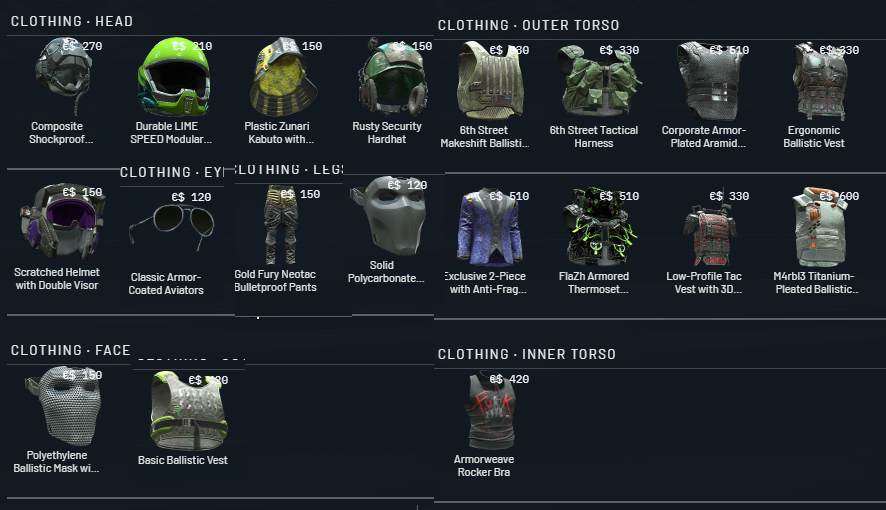 CLOTHING · HEAD
€$ 270
€$ 210
€$ 150
€$ 150
Composite
Shockproof...
Durable LIME
SPEED Modular...
Plastic Zunari
Kabuto with...
Rusty Security
Hardhat
CLOTHING · OUTER TORSO
€$ 330
€$ 510
€$ 330
6th Street
Makeshift Ballisti...
6th Street Tactical
Harness
Corporate Armor-
Plated Aramid...
Ergonomic
Ballistic Vest
€$ 150
Scratched Helmet
with Double Visor
CLOTHING · EY
€$ 120
Classic Armor-
Coated Aviators
CLOTHING · LEGS
€$ 150
Gold Fury Neotac
Bulletproof Pants
€$ 120
Solid
Polycarbonate...
€$ 510
€$ 510
€$ 330
€$ 600
Exclusive 2-Piece
with Anti-Frag...
FlaZh Armored
Thermoset...
Low-Profile Tac
Vest with 3D...
M4rbl3 Titanium-
Pleated Ballistic...
CLOTHING · FACE
€$ 150
Polyethylene
Ballistic Mask wi...
€$
Basic Ballistic Vest
CLOTHING · INNER TORSO
€$ 420
Armorweave
Rocker Bra